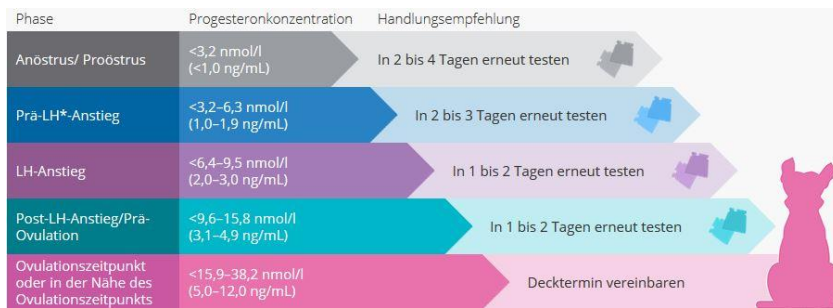 Phase Progesteronkonzentration Handlungsempfehlung
Anöstrus/ Proöstrus
<3,2 nmol/l
(<1,0 ng/mL)
In 2 bis 4 Tagen erneut testen
Prä-LH*-Anstieg
<3,2–6,3 nmol/l
(1,0–1,9 ng/mL)
In 2 bis 3 Tagen erneut testen
LH-Anstieg
<6,4–9,5 nmol/l
(2,0–3,0 ng/mL)
In 1 bis 2 Tagen erneut testen
Post-LH-Anstieg/Prä-
Ovulation
<9,6–15,8 nmol/l
(3,1–4,9 ng/mL)
In 1 bis 2 Tagen erneut testen
Ovulationszeitpunkt
oder in der Nähe des
Ovulationszeitpunkts
<15,9–38,2 nmol/l
(5,0–12,0 ng/mL)
Decktermin vereinbaren